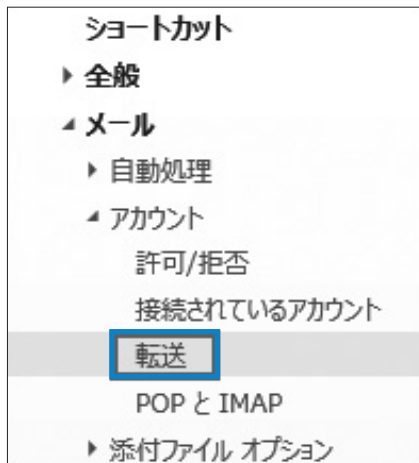 ショートカット
全般
メール
自動処理
アカウント
許可/拒否
接続されているアカウント
転送
POP と IMAP
添付ファイル オプション